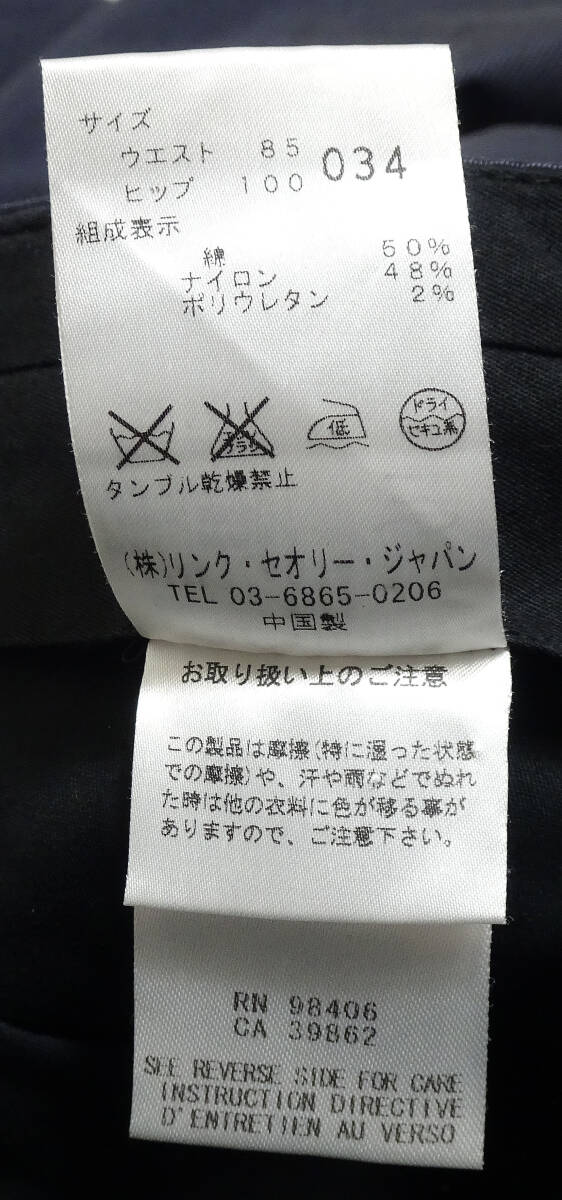 サイズ
ウエスト 85 034
ヒップ 100
組成表示
綿 50%
ナイロン 48%
ポリウレタン 2%
エンソ 低 ドライ セキユ系
タンブル乾燥禁止
(株)リンク・セオリー・ジャパン
TEL 03-6865-0206
中国製
お取り扱い上のご注意
この製品は摩擦(特に湿った状態
での摩擦)や、汗や雨などでぬれ
た時は他の衣料に色が移る事が
ありますので、ご注意下さい。
RN 98406
CA 39862
SEE REVERSE SIDE FOR CARE
INSTRUCTION DIRECTIVE
D'ENTRETIEN AU VERSO